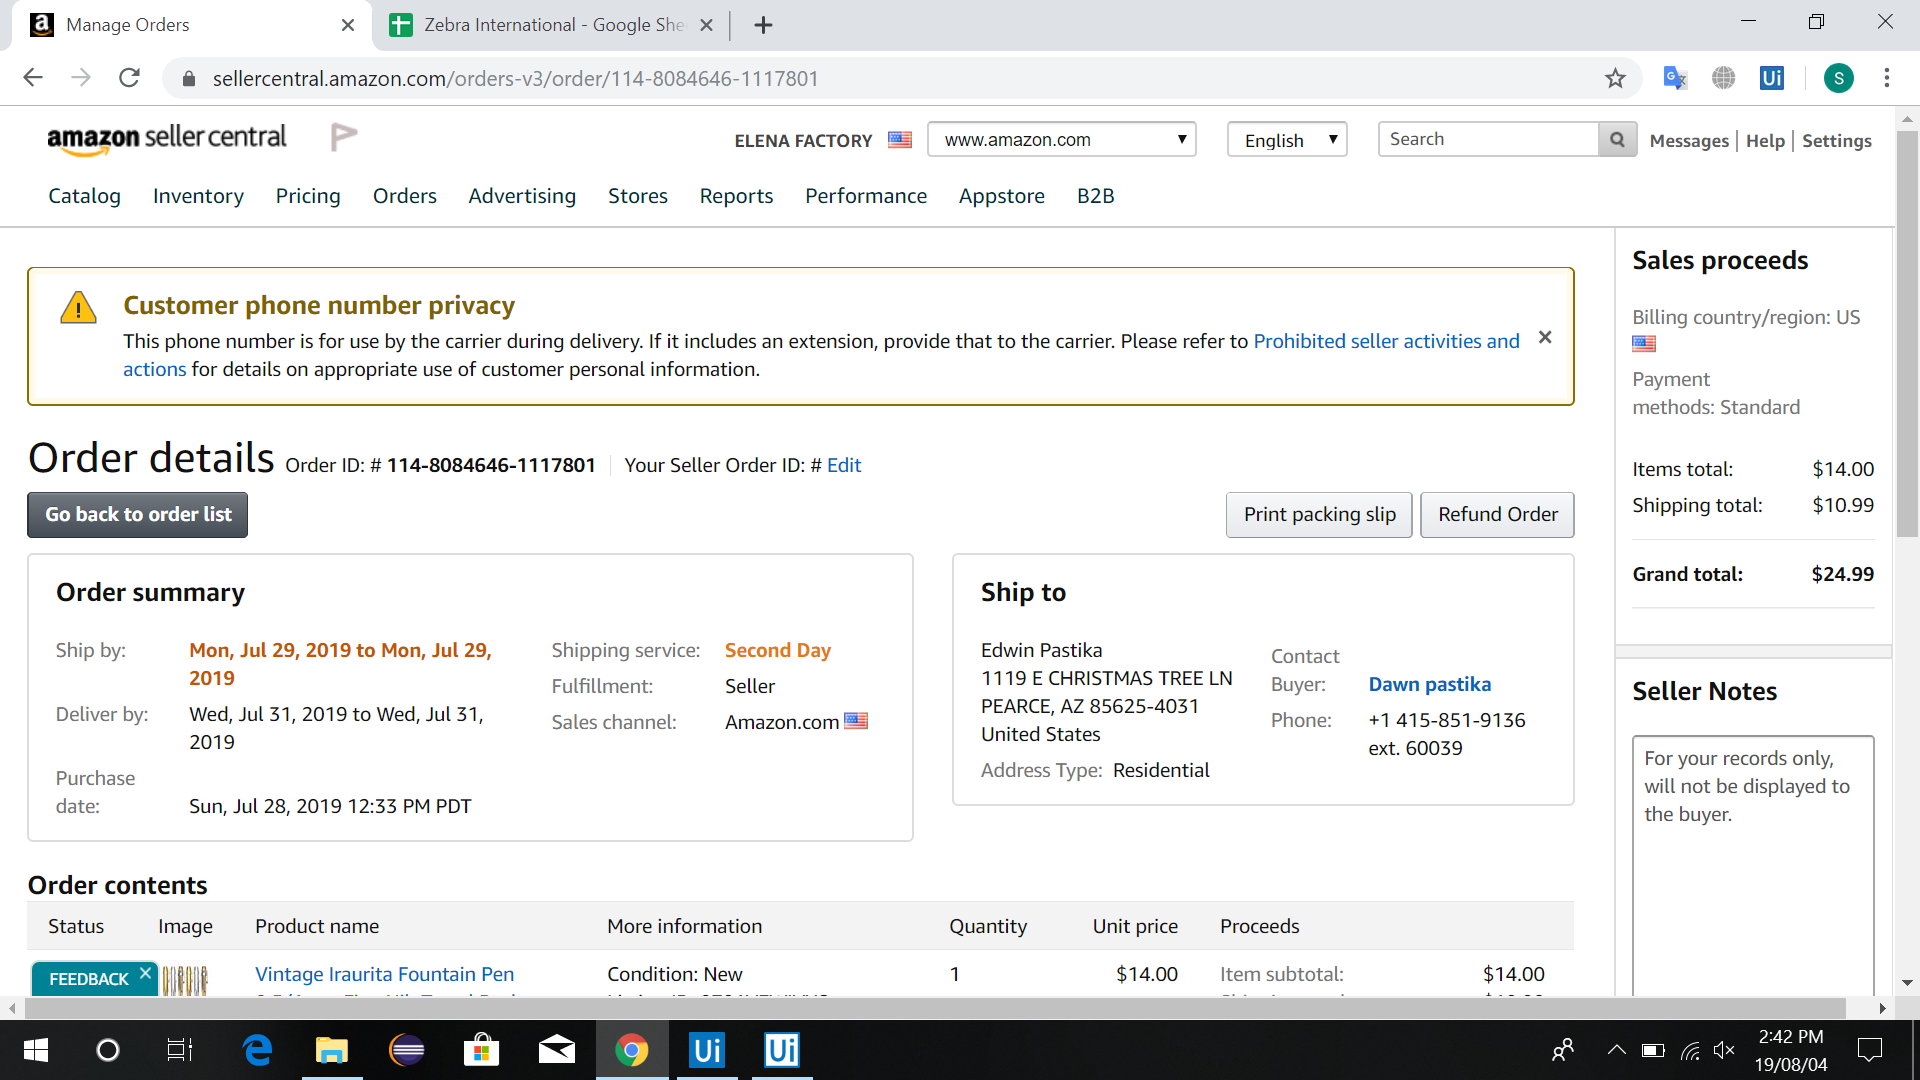 Manage Orders
Zebra International - Google She
sellercentral.amazon.com/orders-v3/order/114-8084646-1117801
S
amazon seller central
ELENA FACTORY
www.amazon.com
English
Search
Messages | Help | Settings
Catalog Inventory Pricing Orders Advertising Stores Reports Performance Appstore B2B
Customer phone number privacy
This phone number is for use by the carrier during delivery. If it includes an extension, provide that to the carrier. Please refer to Prohibited seller activities and
actions for details on appropriate use of customer personal information.
Order details Order ID: # 114-8084646-1117801 Your Seller Order ID: # Edit
Go back to order list
Print packing slip
Refund Order
Order summary
Ship by: Mon, Jul 29, 2019 to Mon, Jul 29,
2019
Deliver by: Wed, Jul 31, 2019 to Wed, Jul 31,
2019
Purchase
date: Sun, Jul 28, 2019 12:33 PM PDT
Shipping service: Second Day
Fulfillment: Seller
Sales channel: Amazon.com
Ship to
Edwin Pastika
1119 E CHRISTMAS TREE LN
PEARCE, AZ 85625-4031
United States
Address Type: Residential
Contact
Buyer: Dawn pastika
Phone: +1 415-851-9136
ext. 60039
Sales proceeds
Billing country/region: US
Payment
methods: Standard
Items total: $14.00
Shipping total: $10.99
Grand total: $24.99
Seller Notes
For your records only,
will not be displayed to
the buyer.
Order contents
Status Image Product name More information Quantity Unit price Proceeds
FEEDBACK
Vintage Iraurita Fountain Pen Condition: New 1 $14.00 Item subtotal: $14.00
Ui
Ui
2:42 PM
19/08/04